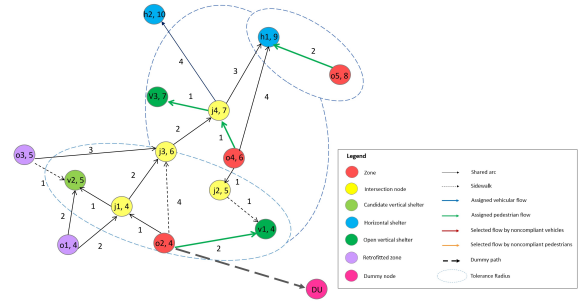 h2, 10
h1, 9
2
o5, 8
4
3
V3, 7
1
j4, 7
4
2
1
o3, 5
3
j3, 6
o4, 6
1
1
v2, 5
2
j2, 5
4
1
2
j1, 4
1
v1, 4
o1, 4
2
o2, 4
2
DU
Legend
Zone
Shared arc
Intersection node
Sidewalk
Candidate vertical shelter
Assigned vehicular flow
Horizontal shelter
Assigned pedestrian flow
Open vertical shelter
Selected flow by noncompliant vehicles
Retrofitted zone
Selected flow by noncompliant pedestrians
Dummy path
Dummy node
Tolerance Radius